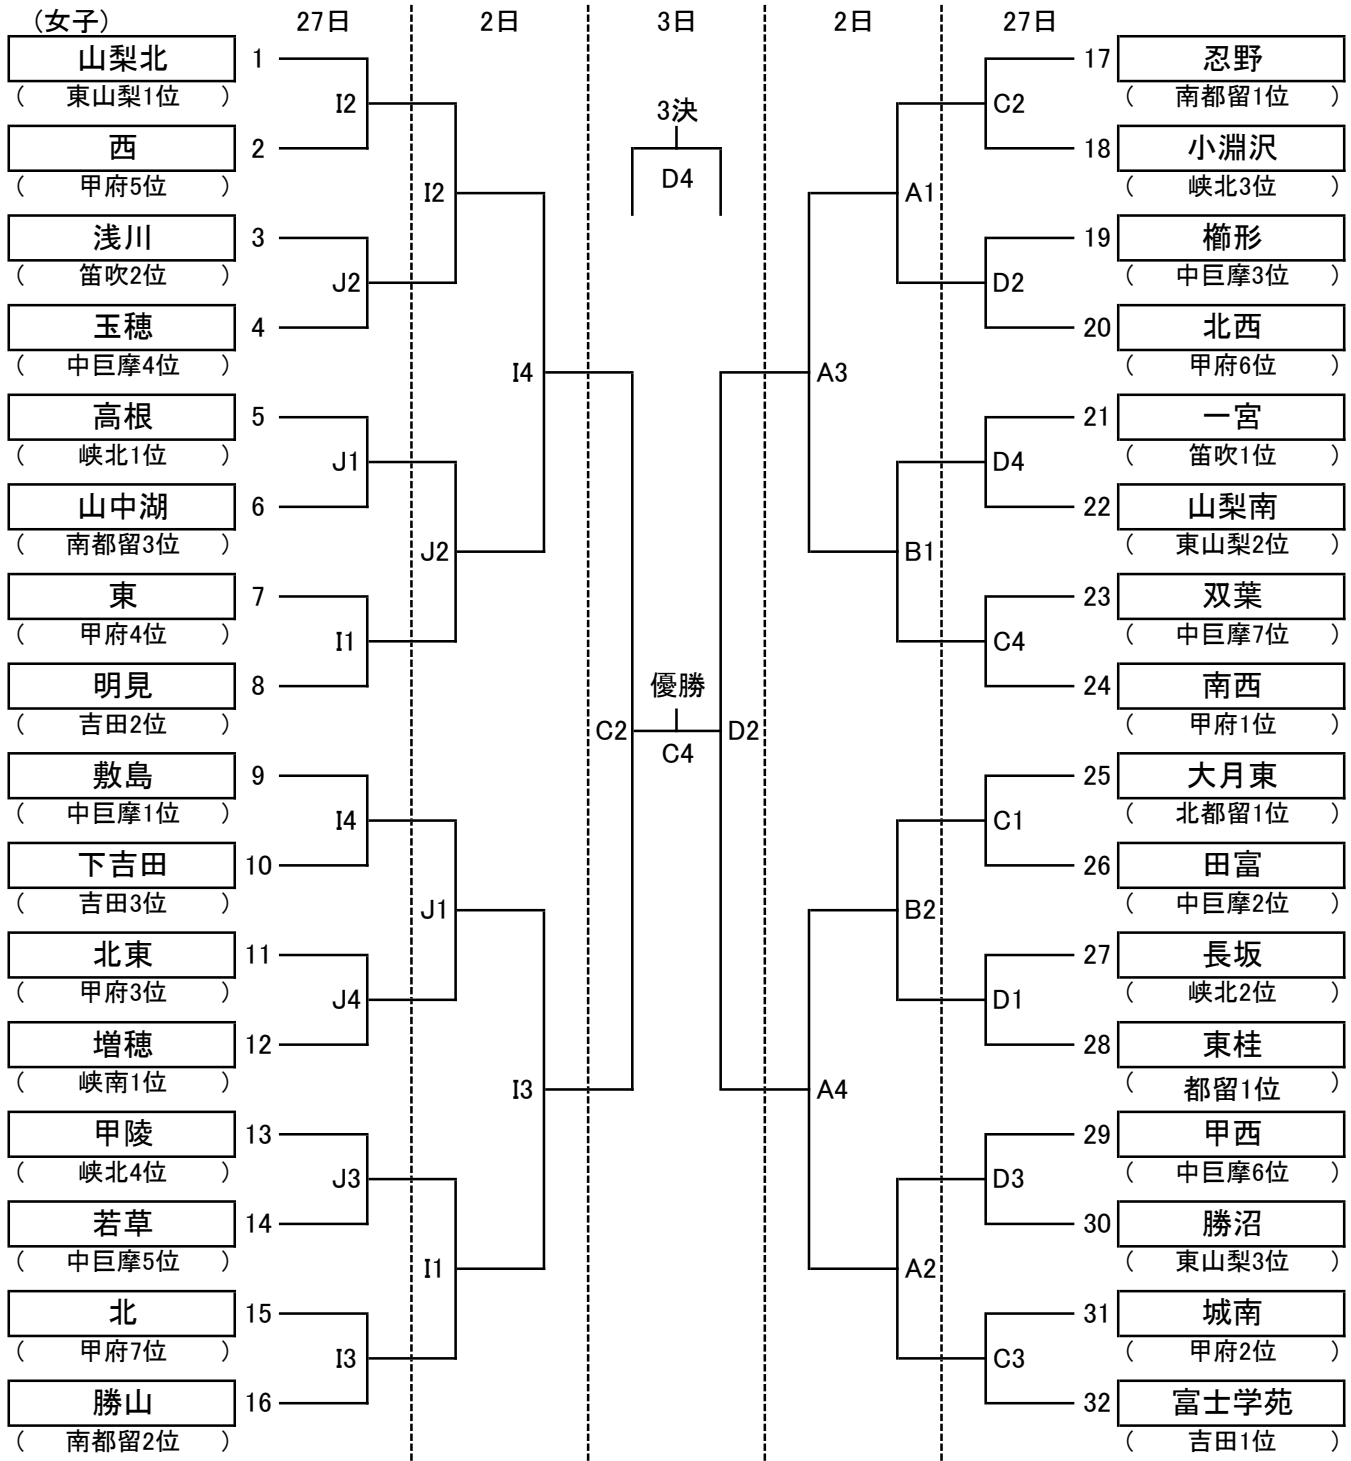 (女子)
27日 2日 3日 2日 27日
山梨北 1
( 東山梨1位 )
西 2
( 甲府5位 )
浅川 3
( 笛吹2位 )
玉穂 4
( 中巨摩4位 )
高根 5
( 峡北1位 )
山中湖 6
( 南都留3位 )
東 7
( 甲府4位 )
明見 8
( 吉田2位 )
敷島 9
( 中巨摩1位 )
下吉田 10
( 吉田3位 )
北東 11
( 甲府3位 )
増穂 12
( 峡南1位 )
甲陵 13
( 峡北4位 )
若草 14
( 中巨摩5位 )
北 15
( 甲府7位 )
勝山 16
( 南都留2位 )
I2
J2
J1
I1
I4
J4
J3
I3
I2
J2
J1
I1
I4
I3
C2
3決
D4
優勝
C4
D2
A3
A4
A1
B1
B2
A2
C2
D2
D4
C4
C1
D1
D3
C3
17 忍野
( 南都留1位 )
18 小淵沢
( 峡北3位 )
19 櫛形
( 中巨摩3位 )
20 北西
( 甲府6位 )
21 一宮
( 笛吹1位 )
22 山梨南
( 東山梨2位 )
23 双葉
( 中巨摩7位 )
24 南西
( 甲府1位 )
25 大月東
( 北都留1位 )
26 田富
( 中巨摩2位 )
27 長坂
( 峡北2位 )
28 東桂
( 都留1位 )
29 甲西
( 中巨摩6位 )
30 勝沼
( 東山梨3位 )
31 城南
( 甲府2位 )
32 富士学苑
( 吉田1位 )